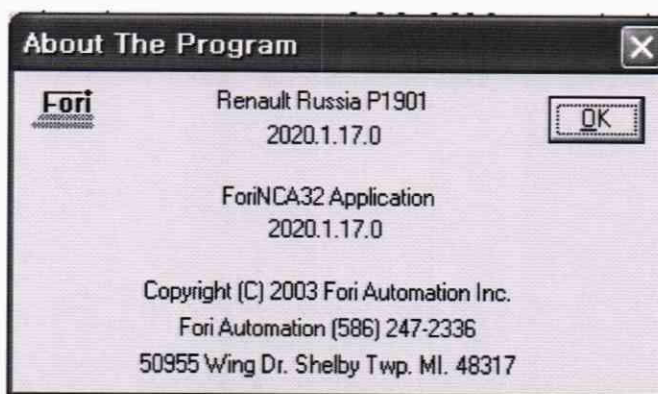 About The Program
Fori
Renault Russia P1901
2020.1.17.0
OK
ForiNCA32 Application
2020.1.17.0
Copyright (C) 2003 Fori Automation Inc.
Fori Automation (586) 247-2336
50955 Wing Dr. Shelby Twp. MI. 48317